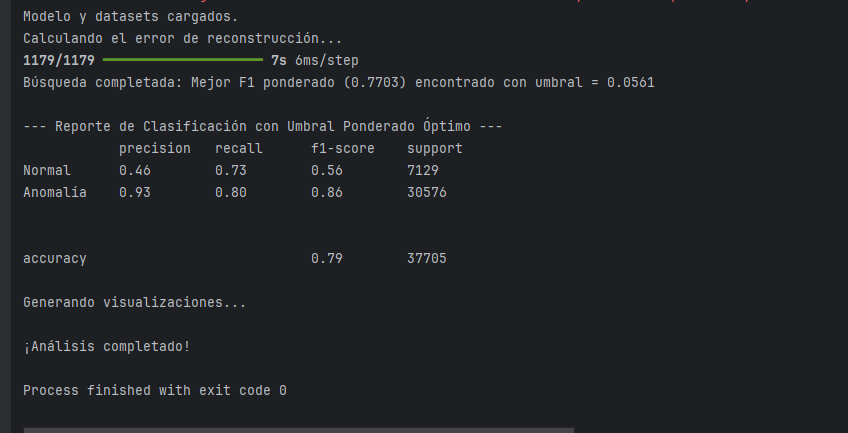 Modelo y datasets cargados.
Calculando el error de reconstrucción...
1179/1179 ━━━━━━━━━━━━━━━━━━━━ 7s 6ms/step
Búsqueda completada: Mejor F1 ponderado (0.7703) encontrado con umbral = 0.0561
--- Reporte de Clasificación con Umbral Ponderado Óptimo ---
precision recall f1-score support
Normal 0.46 0.73 0.56 7129
Anomalía 0.93 0.80 0.86 30576
accuracy 0.79 37705
Generando visualizaciones...
¡Análisis completado!
Process finished with exit code 0